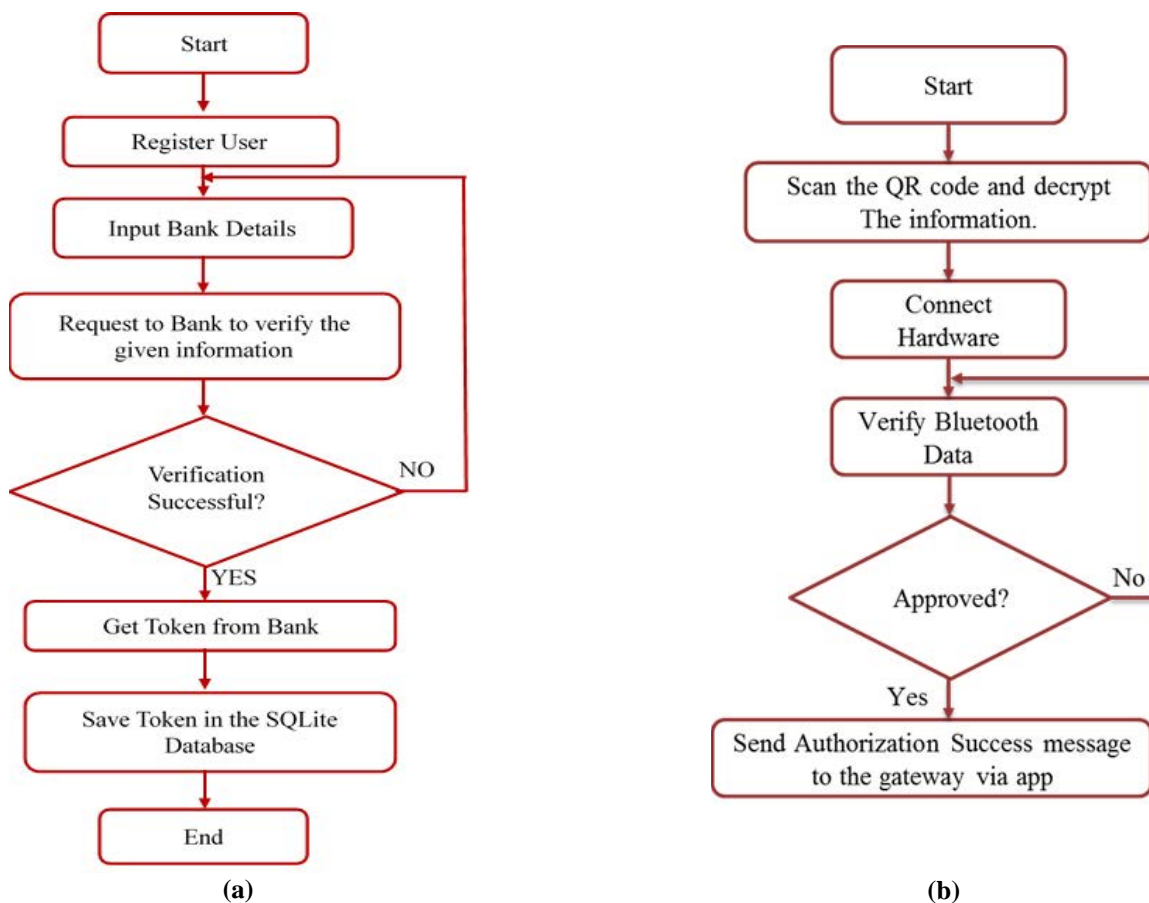 Start
Register User
Input Bank Details
Request to Bank to verify the
given information
Verification
Successful?
NO
YES
Get Token from Bank
Save Token in the SQLite
Database
End
(a)
Start
Scan the QR code and decrypt
The information.
Connect
Hardware
Verify Bluetooth
Data
Approved?
No
Yes
Send Authorization Success message
to the gateway via app
(b)